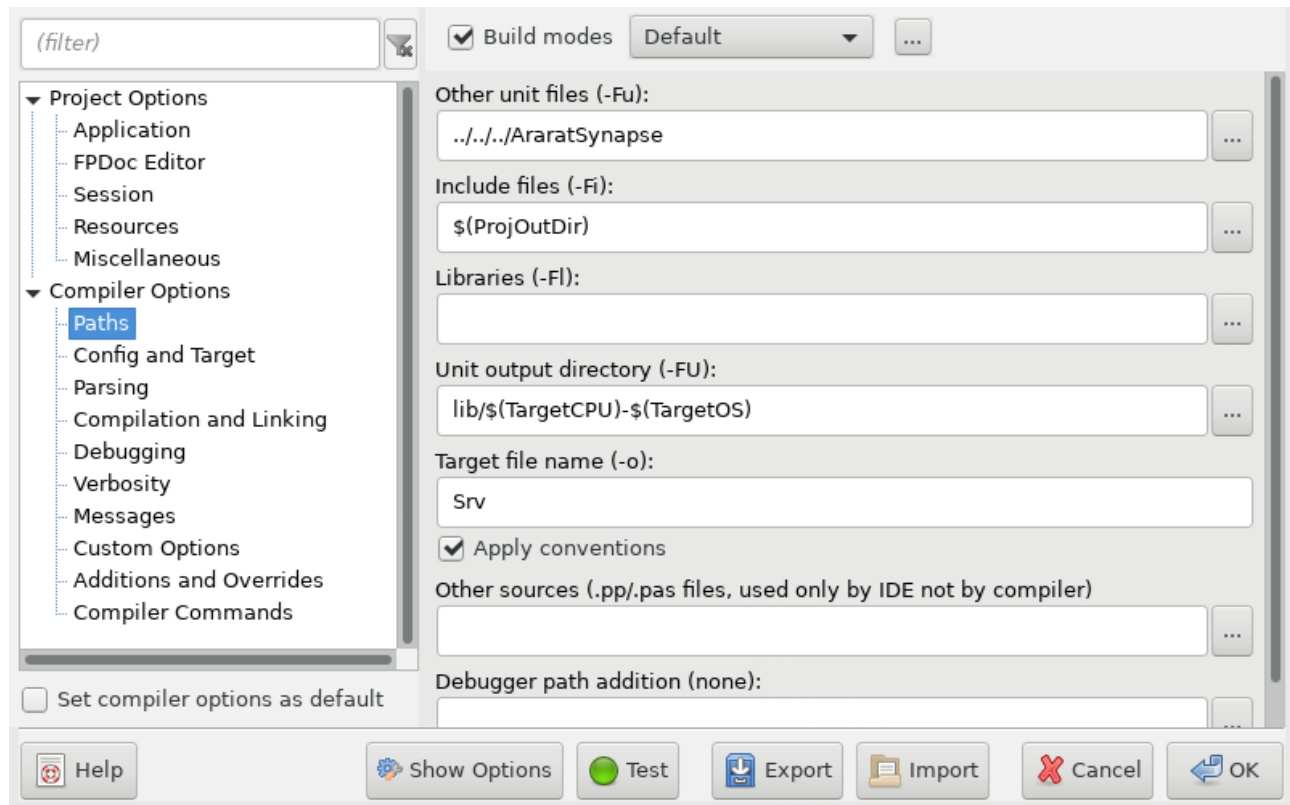 (filter)
Build modes
Default
...
Project Options
Application
FPDoc Editor
Session
Resources
Miscellaneous
Compiler Options
Paths
Config and Target
Parsing
Compilation and Linking
Debugging
Verbosity
Messages
Custom Options
Additions and Overrides
Compiler Commands
Set compiler options as default
Other unit files (-Fu):
../../../AraratSynapse
...
Include files (-Fi):
$(ProjOutDir)
...
Libraries (-Fl):
...
Unit output directory (-FU):
lib/$(TargetCPU)-$(TargetOS)
...
Target file name (-o):
Srv
Apply conventions
Other sources (.pp/.pas files, used only by IDE not by compiler)
...
Debugger path addition (none):
...
Help
Show Options
Test
Export
Import
Cancel
OK